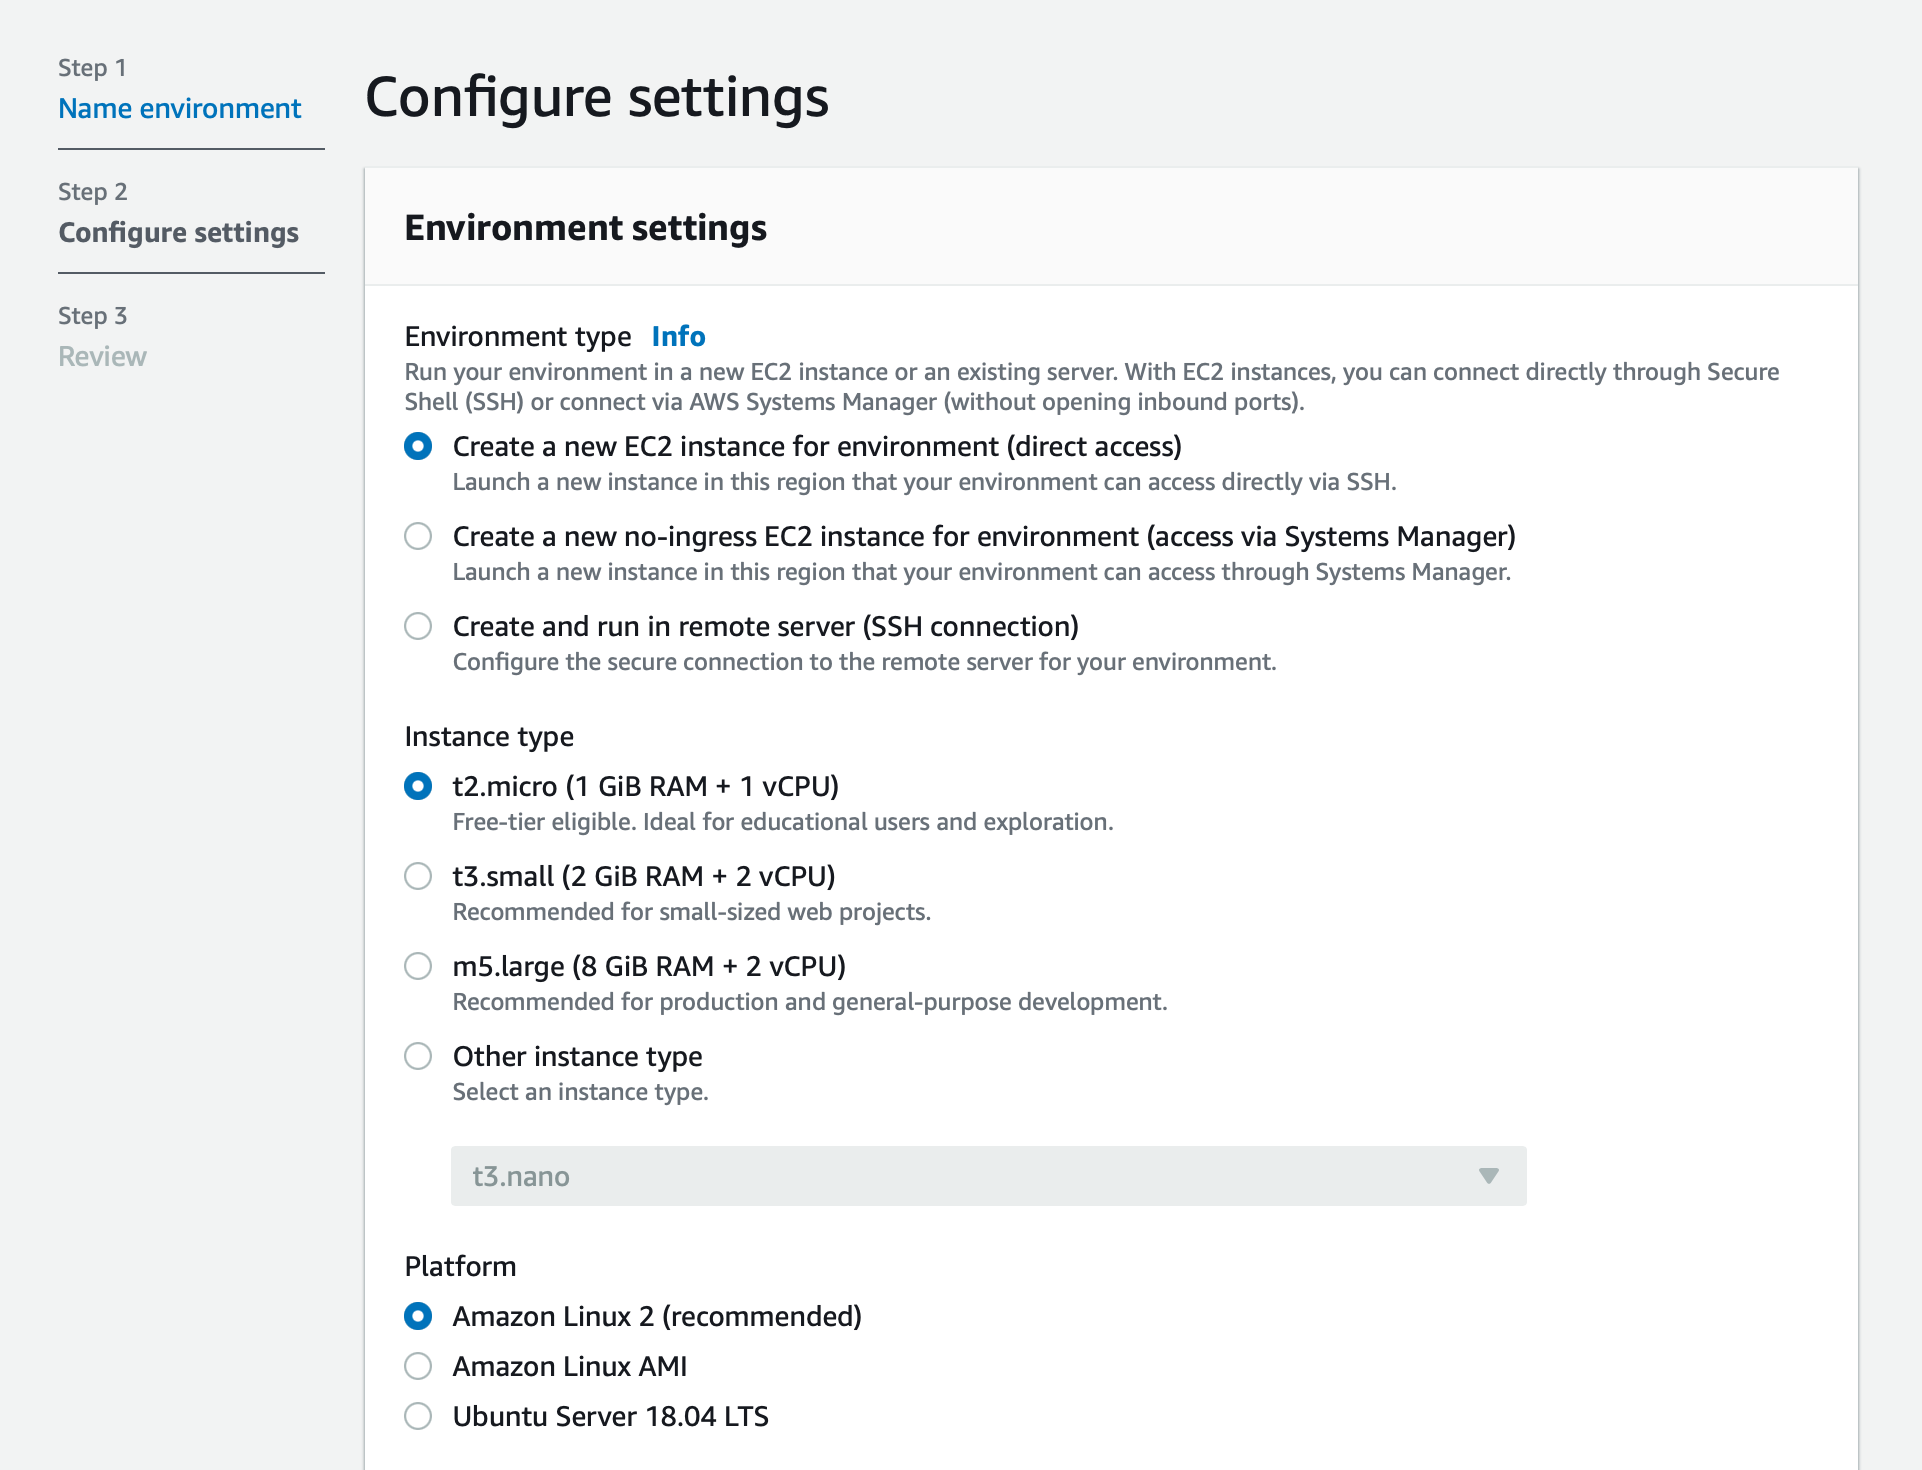 Step 1
Name environment
Step 2
Configure settings
Step 3
Review
Configure settings
Environment settings
Environment type Info
Run your environment in a new EC2 instance or an existing server. With EC2 instances, you can connect directly through Secure
Shell (SSH) or connect via AWS Systems Manager (without opening inbound ports).
Create a new EC2 instance for environment (direct access)
Launch a new instance in this region that your environment can access directly via SSH.
Create a new no-ingress EC2 instance for environment (access via Systems Manager)
Launch a new instance in this region that your environment can access through Systems Manager.
Create and run in remote server (SSH connection)
Configure the secure connection to the remote server for your environment.
Instance type
t2.micro (1 GiB RAM + 1 vCPU)
Free-tier eligible. Ideal for educational users and exploration.
t3.small (2 GiB RAM + 2 vCPU)
Recommended for small-sized web projects.
m5.large (8 GiB RAM + 2 vCPU)
Recommended for production and general-purpose development.
Other instance type
Select an instance type.
t3.nano
Platform
Amazon Linux 2 (recommended)
Amazon Linux AMI
Ubuntu Server 18.04 LTS